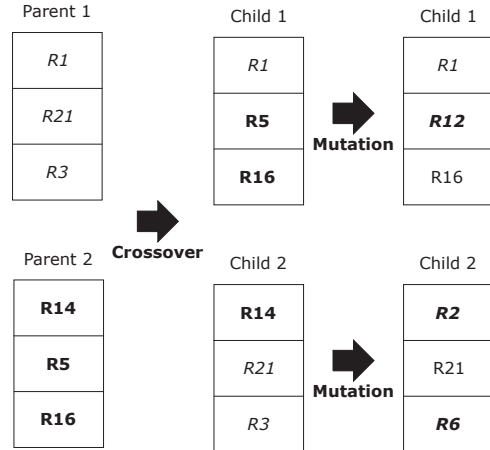 Parent 1
R1
R21
R3
Parent 2
R14
R5
R16
Crossover
Child 1
R1
R5
R16
Mutation
Child 1
R1
R12
R16
Child 2
R14
R21
R3
Mutation
Child 2
R2
R21
R6